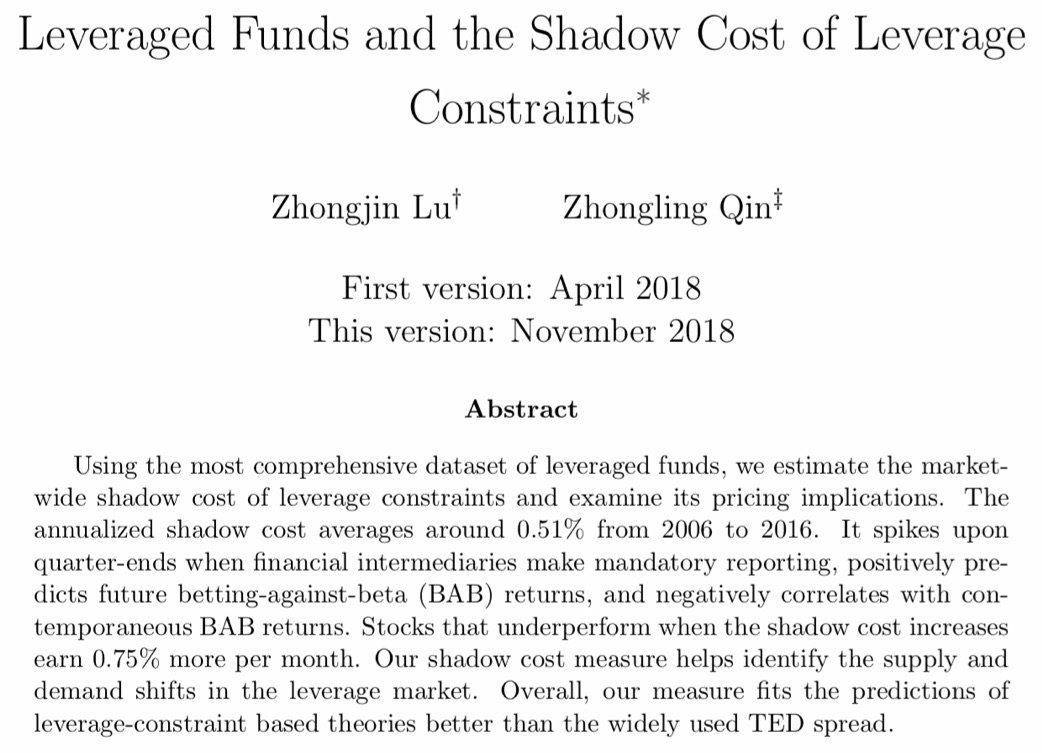 Leveraged Funds and the Shadow Cost of Leverage
Constraints*
Zhongjin Lu† Zhongling Qin‡
First version: April 2018
This version: November 2018
Abstract
Using the most comprehensive dataset of leveraged funds, we estimate the market-
wide shadow cost of leverage constraints and examine its pricing implications. The
annualized shadow cost averages around 0.51% from 2006 to 2016. It spikes upon
quarter-ends when financial intermediaries make mandatory reporting, positively pre-
dicts future betting-against-beta (BAB) returns, and negatively correlates with con-
temporaneous BAB returns. Stocks that underperform when the shadow cost increases
earn 0.75% more per month. Our shadow cost measure helps identify the supply and
demand shifts in the leverage market. Overall, our measure fits the predictions of
leverage-constraint based theories better than the widely used TED spread.